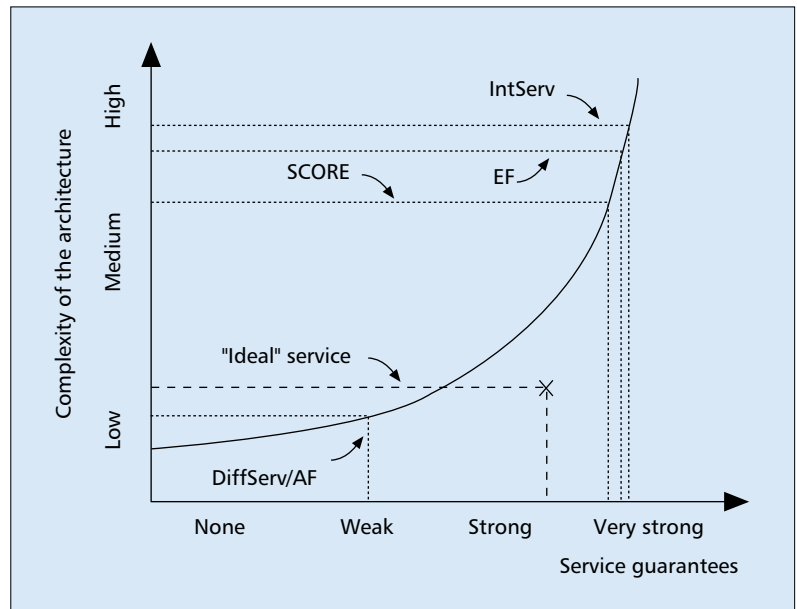 IntServ
EF
SCORE
"Ideal" service
DiffServ/AF
High
Medium
Low
Complexity of the architecture
None Weak Strong Very strong
Service guarantees